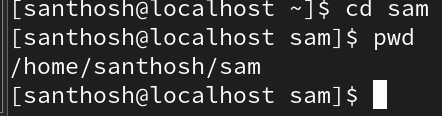 [santhosh@localhost ~]$ cd sam
[santhosh@localhost sam]$ pwd
/home/santhosh/sam
[santhosh@localhost sam]$